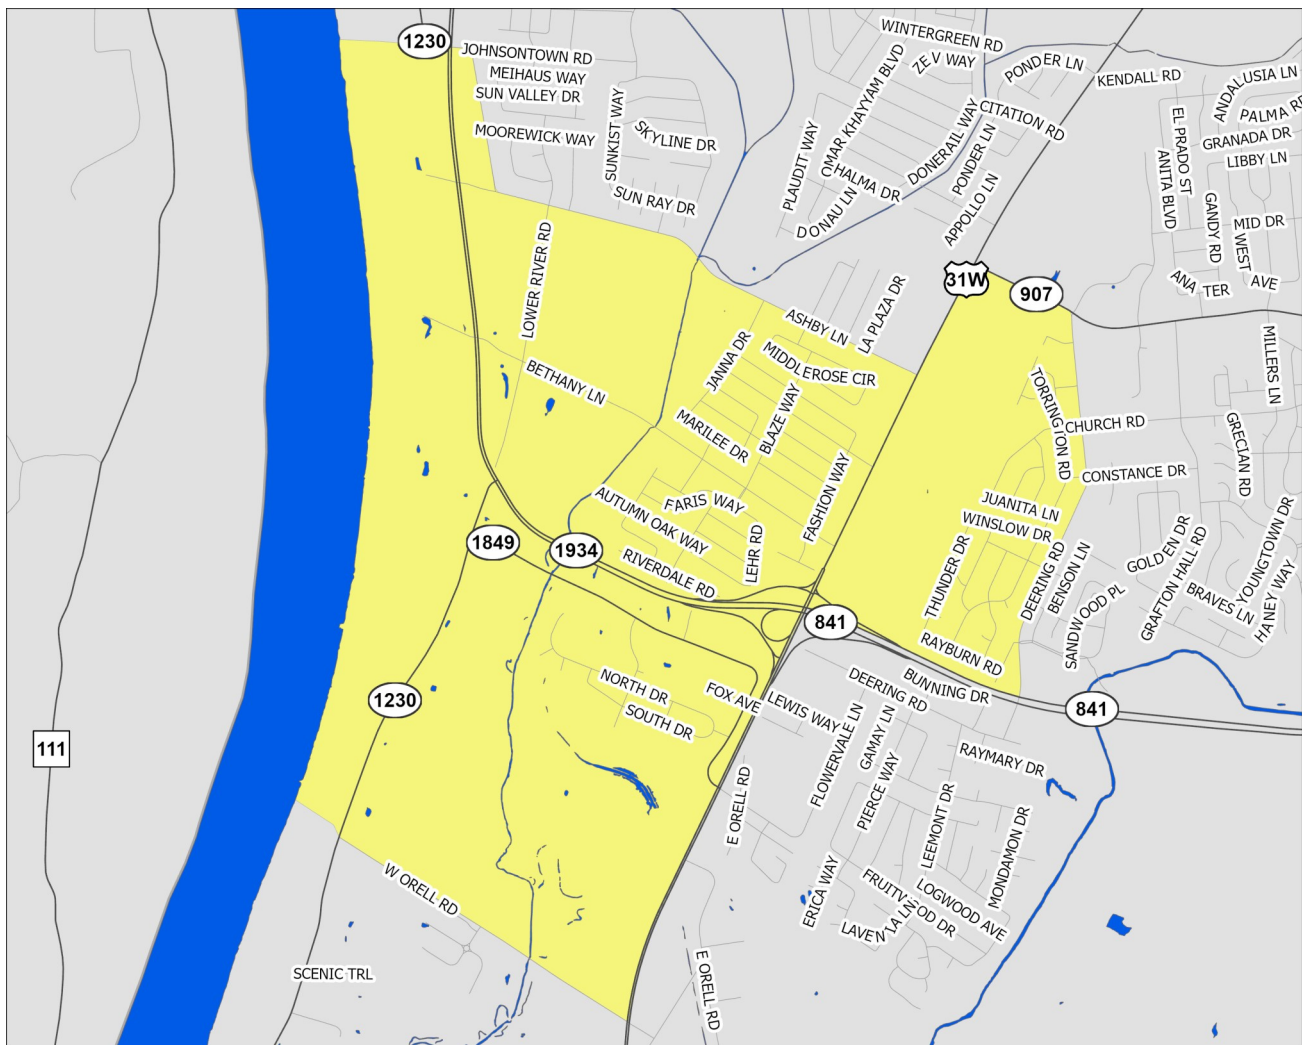 1230
JOHNSONTOWN RD
MEIHAUS WAY
SUN VALLEY DR
MOOREWICK WAY
SUNKIST WAY
SKYLINE DR
SUN RAY DR
LOWER RIVER RD
WINTERGREEN RD
ZEV WAY
PONDER LN
OMAR KHAYYAM BLVD
PLAUDIT WAY
CHALMA DR
DONAU LN
DONERAIL WAY
CITATION RD
PONDER LN
APPOLLO LN
KENDALL RD
ANDALUSIA LN
PALMA RD
EL PRADO ST
GRANADA DR
ANITA BLVD
LIBBY LN
GANDY RD
MID DR
WEST AVE
ANA TER
31W
907
LA PLAZA DR
ASHBY LN
MIDDLEROSE CIR
JANNA DR
BETHANY LN
MARILEE DR
BLAZE WAY
FASHION WAY
FARIS WAY
AUTUMN OAK WAY
LEHR RD
RIVERDALE RD
MILLERS LN
TORRINGTON RD
CHURCH RD
GRECIAN RD
CONSTANCE DR
JUANITA LN
WINSLOW DR
THUNDER DR
DEERING RD
BENSON LN
GOLDEN DR
GRAFTON HALL RD
YOUNGTOWN DR
BRAVES LN
HANEY WAY
SANDWOOD PL
RAYBURN RD
1849
1934
841
1230
NORTH DR
SOUTH DR
FOX AVE
LEWIS WAY
DEERING RD
BUNNING DR
841
111
FLOWERVALE LN
GAMAY LN
PIERCE WAY
RAYMARY DR
E ORELL RD
LEEMONT DR
MONDAMON DR
W ORELL RD
ERICA WAY
FRUITWOOD DR
LOGWOOD AVE
LAVENIA LN
SCENIC TRL
E ORELL RD